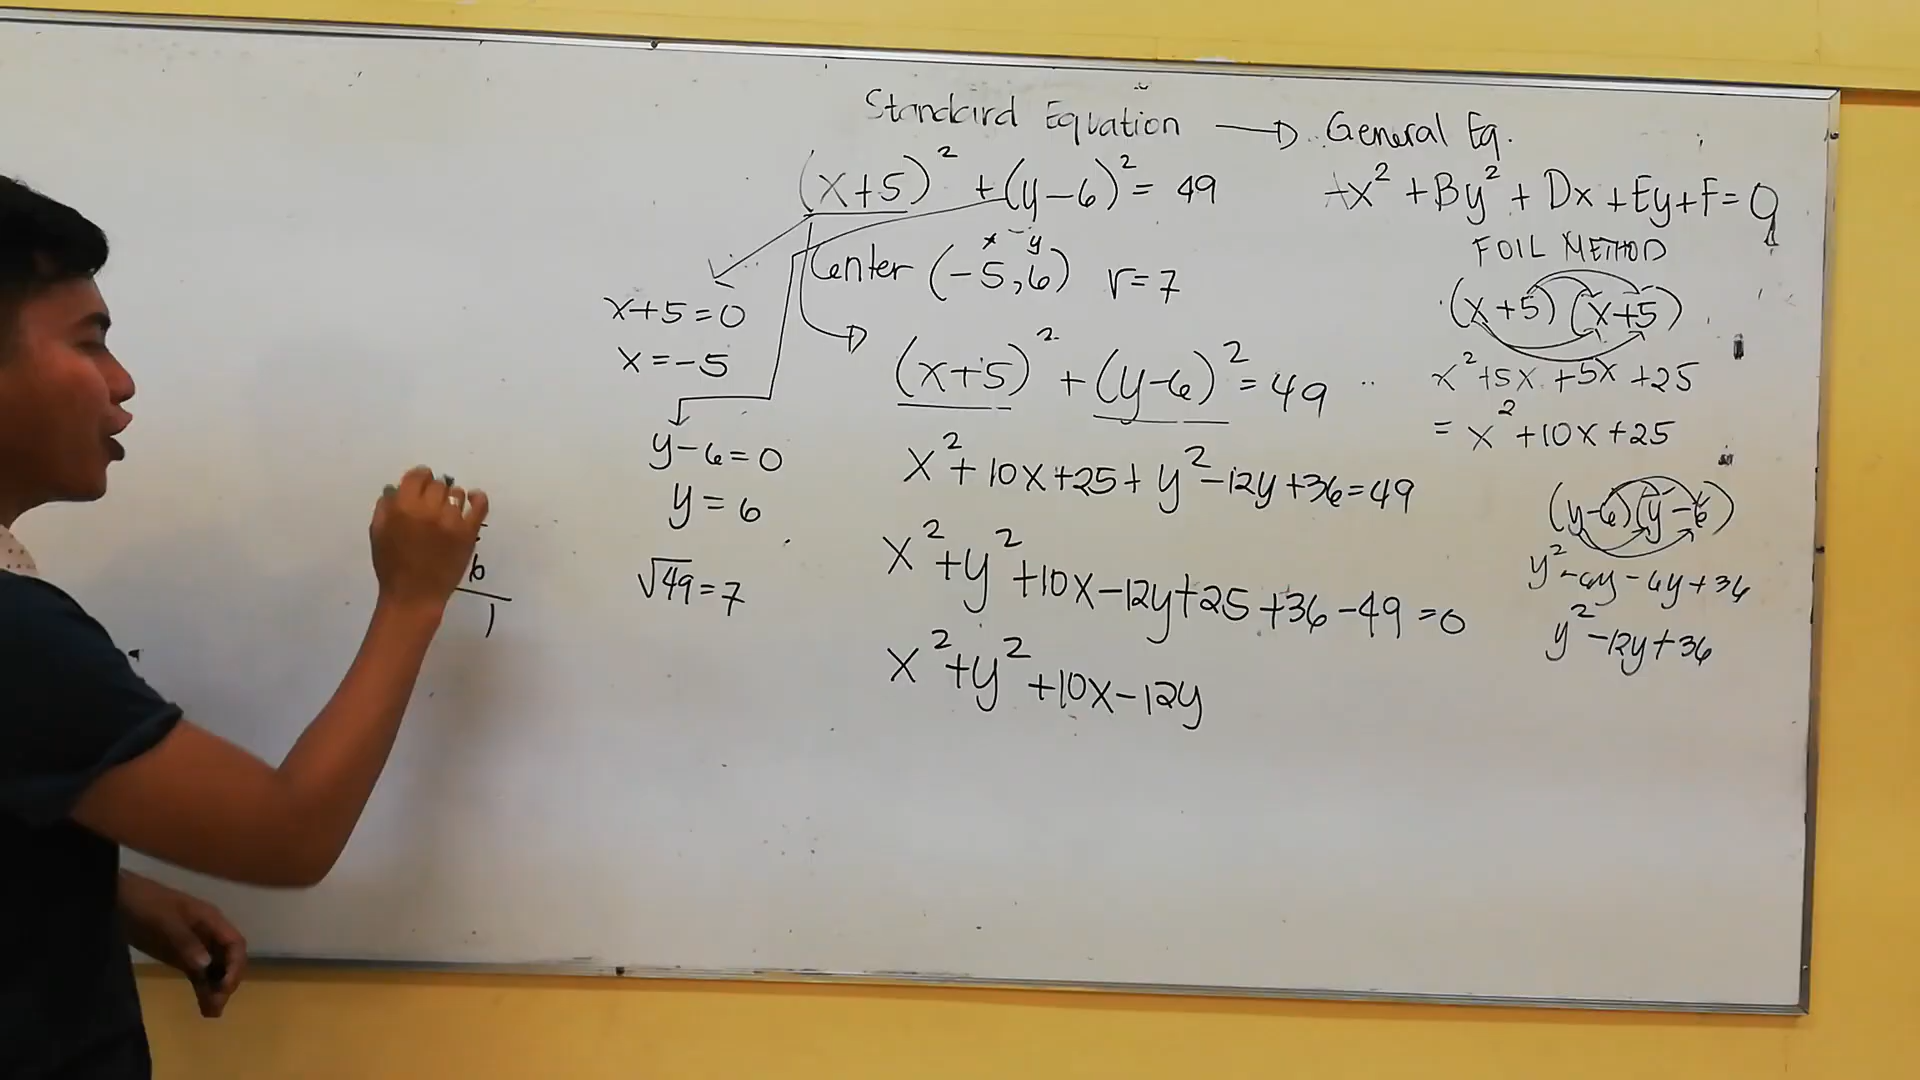 Standard Equation → General Eq.
(x+5)² + (y-6)² = 49
Ax² + By² + Dx + Ey + F = 0
Center (-5, 6) r = 7
x y
x+5=0
x=-5
y-6=0
y=6
√49=7
(x+5)² + (y-6)² = 49
x² + 10x + 25 + y² - 12y + 36 = 49
x² + y² + 10x - 12y + 25 + 36 - 49 = 0
x² + y² + 10x - 12y
FOIL METHOD
(x+5)(x+5)
x² + 5x + 5x + 25
= x² + 10x + 25
(y-6)(y-6)
y² - 6y - 6y + 36
y² - 12y + 36
6
1